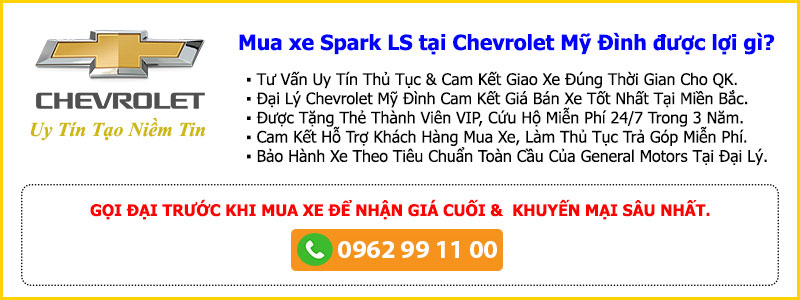 Mua xe Spark LS tại Chevrolet Mỹ Đình được lợi gì?
CHEVROLET
Uy Tín Tạo Niềm Tin
▪ Tư Vấn Uy Tín Thủ Tục & Cam Kết Giao Xe Đúng Thời Gian Cho QK.
▪ Đại Lý Chevrolet Mỹ Đình Cam Kết Giá Bán Xe Tốt Nhất Tại Miền Bắc.
▪ Được Tặng Thẻ Thành Viên VIP, Cứu Hộ Miễn Phí 24/7 Trong 3 Năm.
▪ Cam Kết Hỗ Trợ Khách Hàng Mua Xe, Làm Thủ Tục Trả Góp Miễn Phí.
▪ Bảo Hành Xe Theo Tiêu Chuẩn Toàn Cầu Của General Motors Tại Đại Lý.
GỌI ĐẠI TRƯỚC KHI MUA XE ĐỂ NHẬN GIÁ CUỐI & KHUYẾN MẠI SÂU NHẤT.
0962 99 11 00